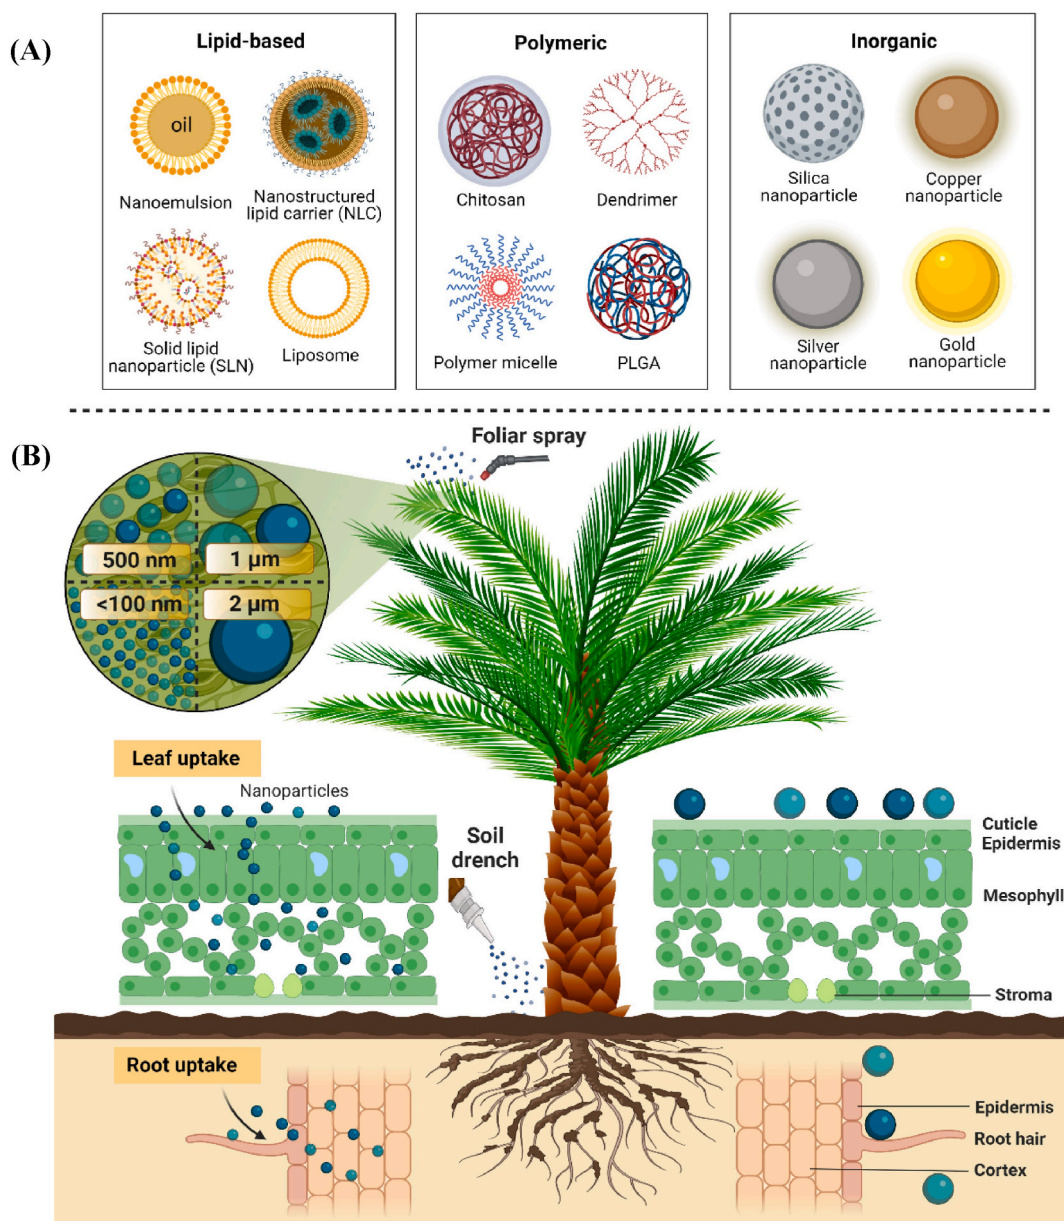 (A)
Lipid-based
oil
Nanoemulsion
Nanostructured
lipid carrier (NLC)
Solid lipid
nanoparticle (SLN)
Liposome
Polymeric
Chitosan
Dendrimer
Polymer micelle
PLGA
Inorganic
Silica
nanoparticle
Copper
nanoparticle
Silver
nanoparticle
Gold
nanoparticle
(B)
Foliar spray
500 nm
1 µm
<100 nm
2 µm
Leaf uptake
Nanoparticles
Soil
drench
Cuticle
Epidermis
Mesophyll
Stroma
Root uptake
Epidermis
Root hair
Cortex